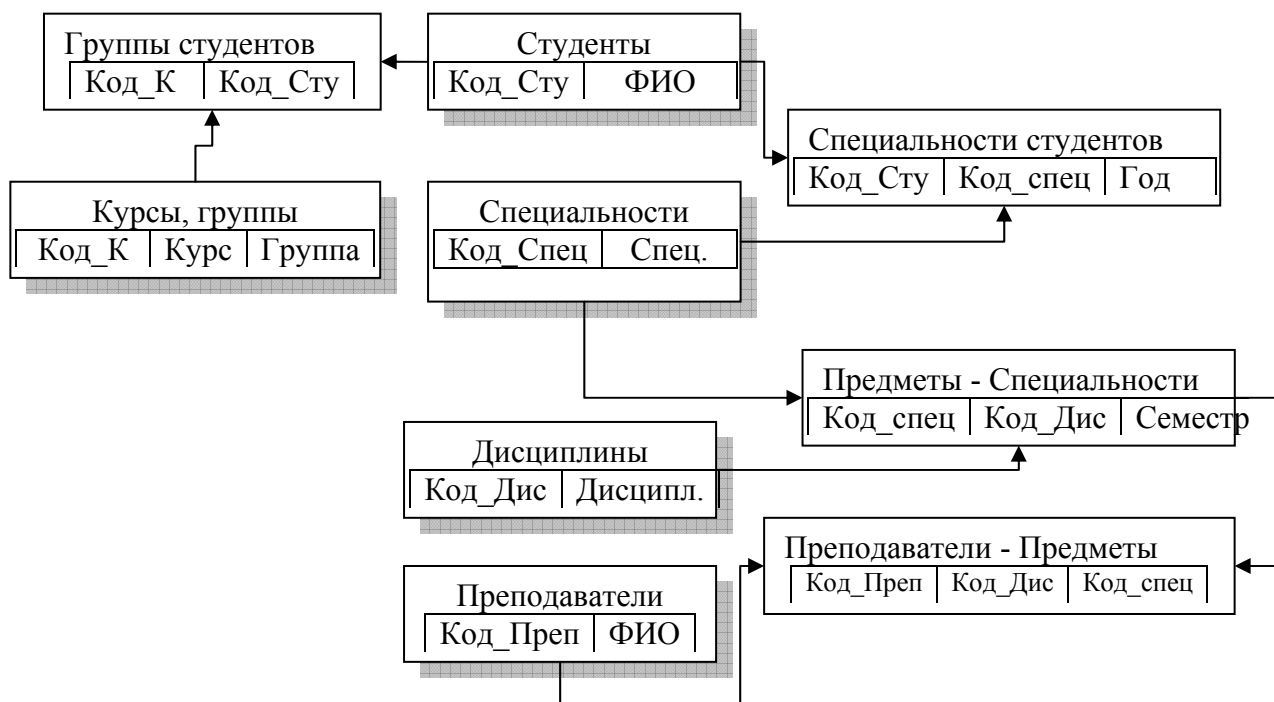 Группы студентов
Код_К Код_Сту
Студенты
Код_Сту ФИО
Специальности студентов
Код_Сту Код_спец Год
Курсы, группы
Код_К Курс Группа
Специальности
Код_Спец Спец.
Предметы - Специальности
Код_спец Код_Дис Семестр
Дисциплины
Код_Дис Дисципл.
Преподаватели - Предметы
Код_Преп Код_Дис Код_спец
Преподаватели
Код_Преп ФИО